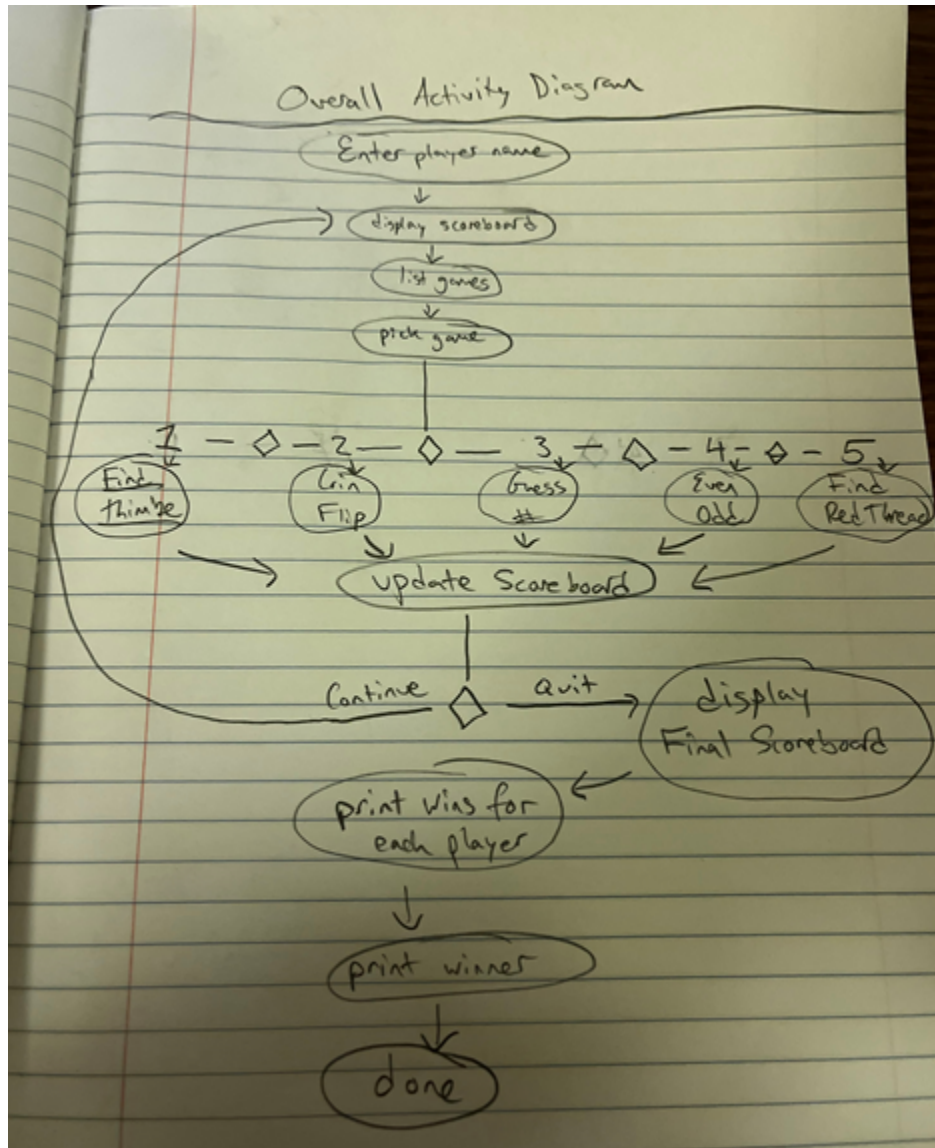 Overall Activity Diagram
Enter player name
display scoreboard
list games
pick game
1 2 3 4 5
Find
thimble
Coin
Flip
Guess
#
Even
Odd
Find
Red Thread
update Scoreboard
Continue
Quit
display
Final Scoreboard
print wins for
each player
print winner
done